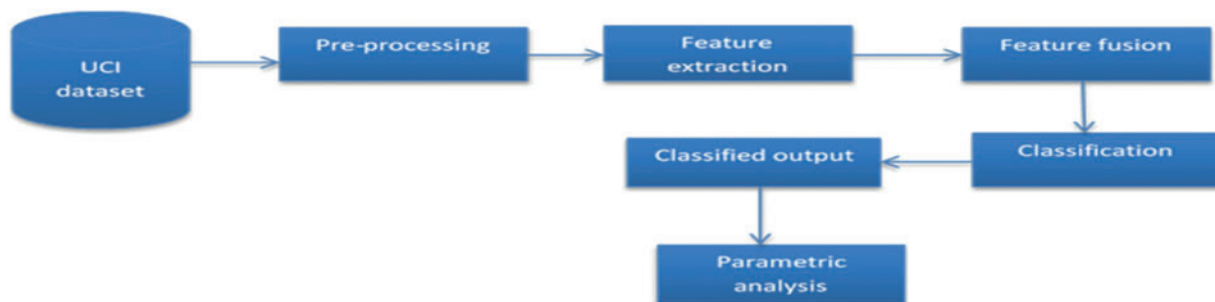 UCI
dataset
Pre-processing
Feature
extraction
Feature fusion
Classification
Classified output
Parametric
analysis